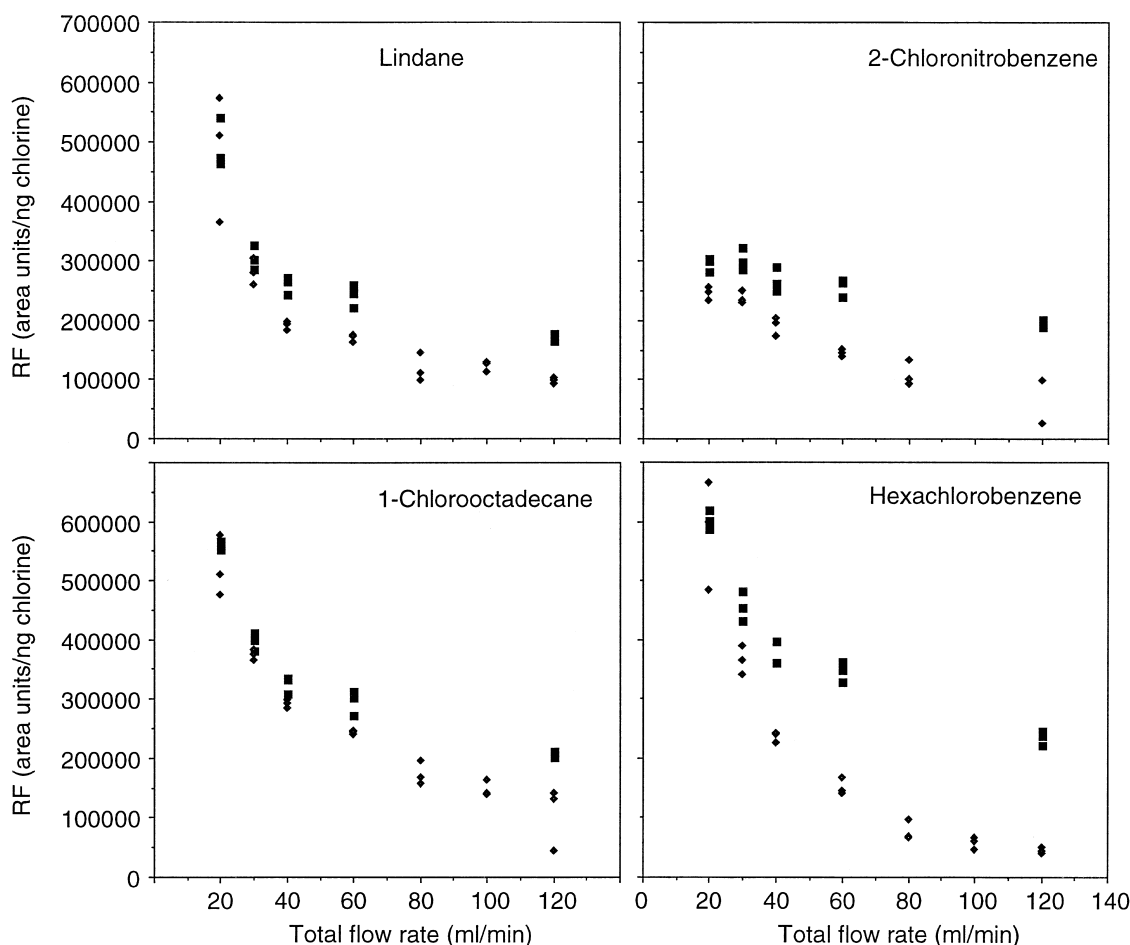 700000
600000
500000
400000
300000
200000
100000
0
RF (area units/ng chlorine)
Lindane
2-Chloronitrobenzene
600000
500000
400000
300000
200000
100000
0
RF (area units/ng chlorine)
1-Chlorooctadecane
Hexachlorobenzene
20 40 60 80 100 120
0 20 40 60 80 100 120 140
Total flow rate (ml/min)
Total flow rate (ml/min)